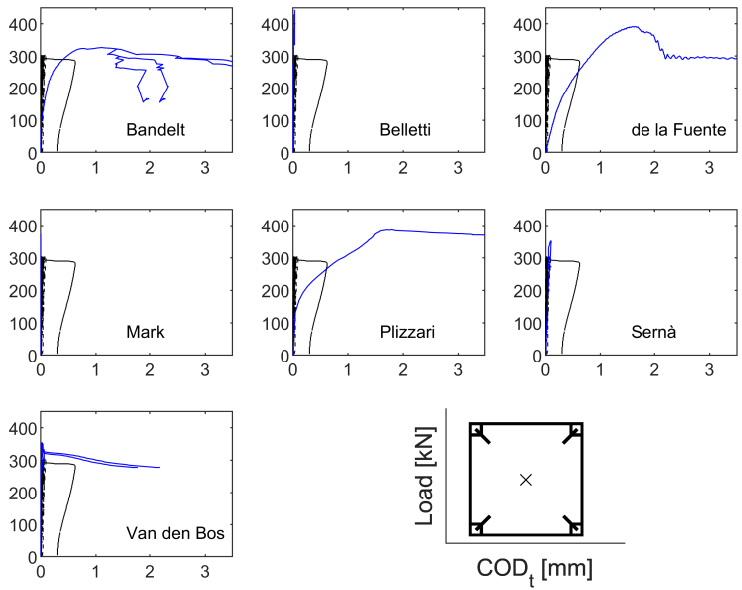 400
300
200
100
0
Bandelt
0 1 2 3
400
300
200
100
0
Belletti
0 1 2 3
400
300
200
100
0
de la Fuente
0 1 2 3
400
300
200
100
0
Mark
0 1 2 3
400
300
200
100
0
Plizzari
0 1 2 3
400
300
200
100
0
Sernà
0 1 2 3
400
300
200
100
0
Van den Bos
0 1 2 3
Load [kN]
COD_t [mm]